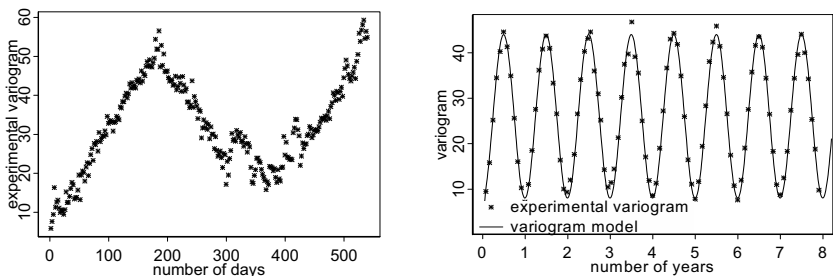 experimental variogram
10 20 30 40 50 60
0 100 200 300 400 500
number of days
variogram
10 20 30 40
experimental variogram
variogram model
0 1 2 3 4 5 6 7 8
number of years